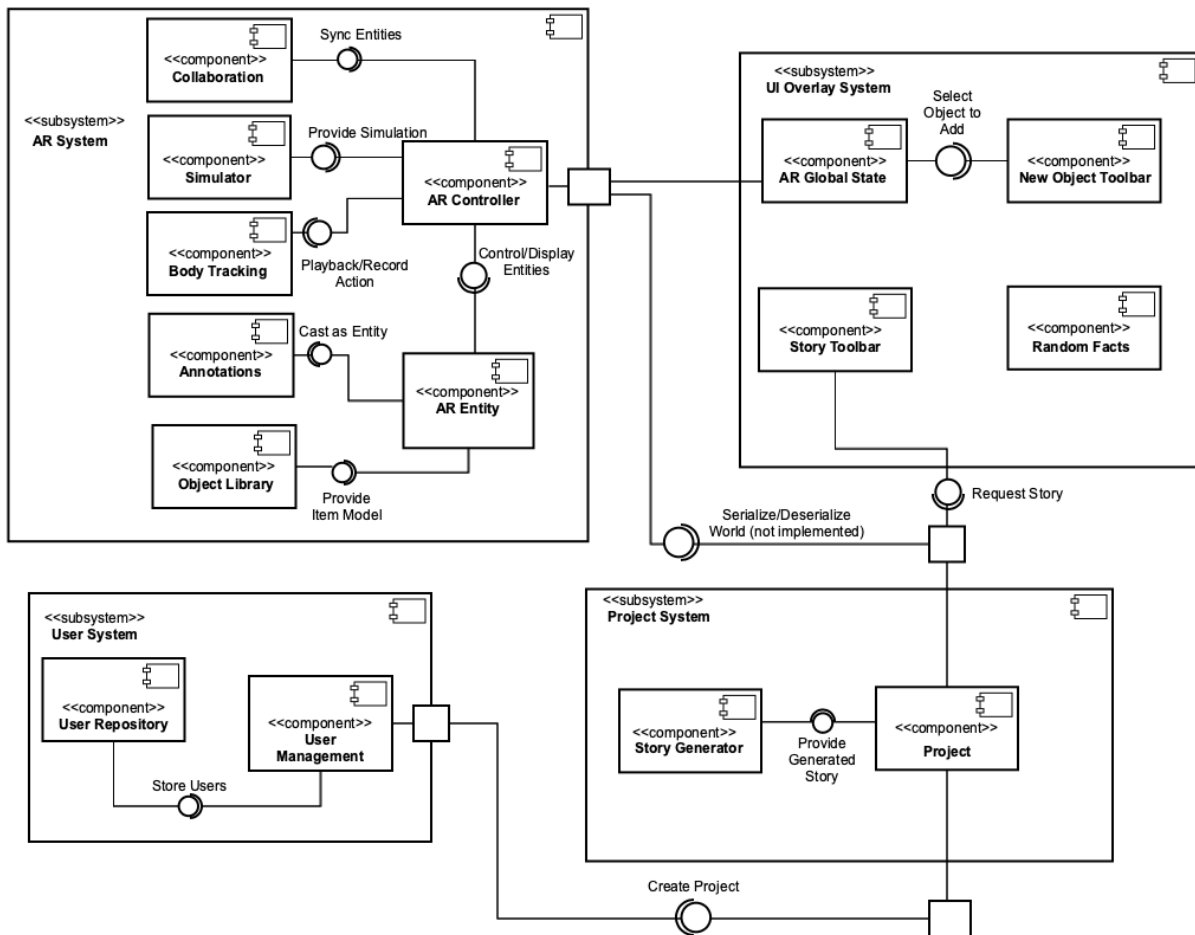 <<subsystem>>
AR System
<<component>>
Collaboration
Sync Entities
<<component>>
Simulator
Provide Simulation
<<component>>
AR Controller
<<component>>
Body Tracking
Playback/Record
Action
Control/Display
Entities
<<component>>
Annotations
Cast as Entity
<<component>>
AR Entity
<<component>>
Object Library
Provide
Item Model
<<subsystem>>
UI Overlay System
Select
Object to
Add
<<component>>
AR Global State
<<component>>
New Object Toolbar
<<component>>
Story Toolbar
<<component>>
Random Facts
Request Story
Serialize/Deserialize
World (not implemented)
<<subsystem>>
User System
<<component>>
User Repository
<<component>>
User
Management
Store Users
<<subsystem>>
Project System
<<component>>
Story Generator
Provide
Generated
Story
<<component>>
Project
Create Project